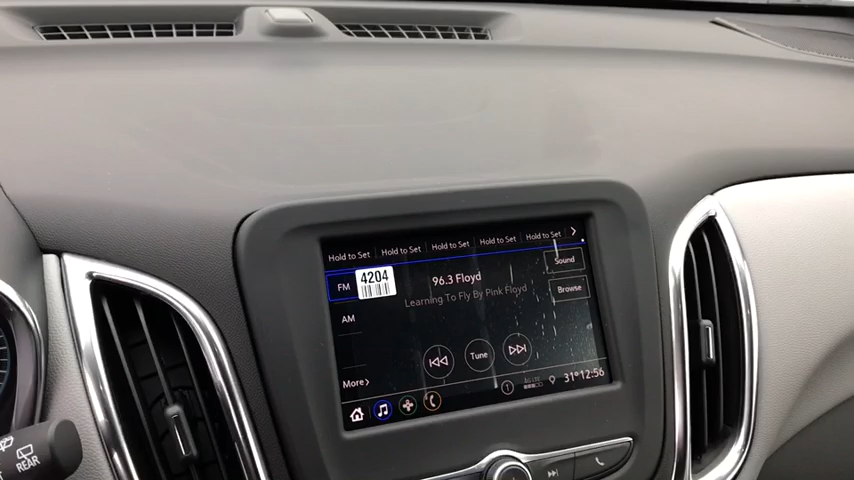 Hold to Set Hold to Set Hold to Set Hold to Set Hold to Set
FM
4204
96.3 Floyd
Sound
Learning To Fly By Pink Floyd
Browse
AM
Tune
More
1
31° 12:56
REAR